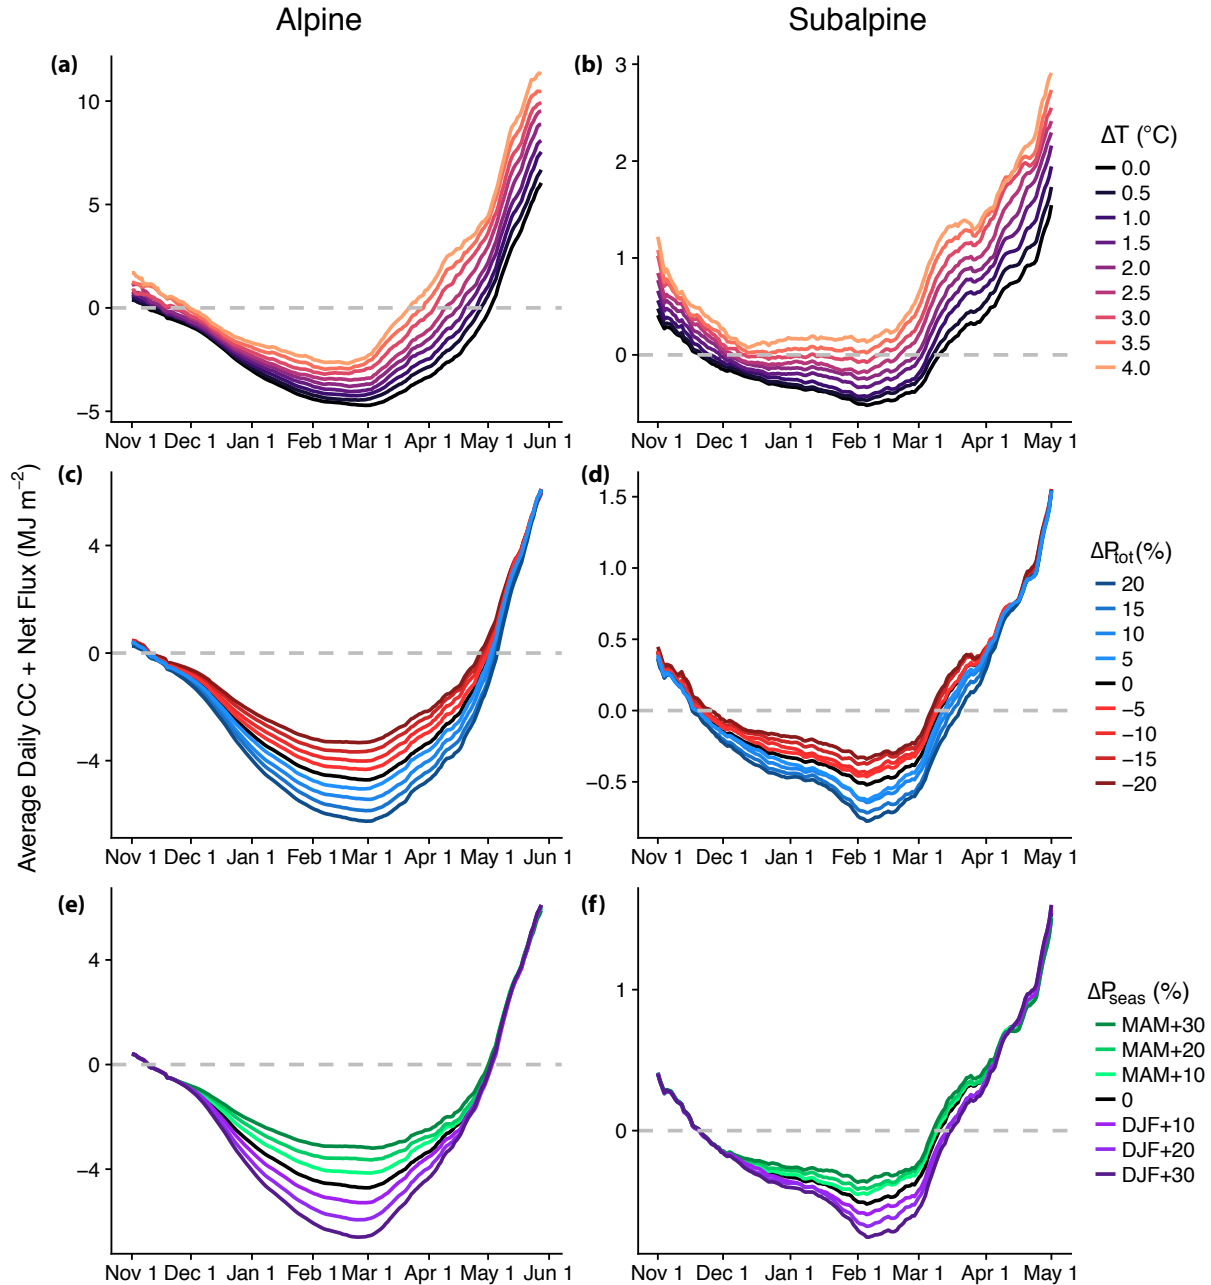 Alpine
Subalpine
(a)
10
5
0
−5
Nov 1 Dec 1 Jan 1 Feb 1 Mar 1 Apr 1 May 1 Jun 1
(b)
3
2
1
0
Nov 1 Dec 1 Jan 1 Feb 1 Mar 1 Apr 1 May 1
ΔT (°C)
0.0
0.5
1.0
1.5
2.0
2.5
3.0
3.5
4.0
Average Daily CC + Net Flux (MJ m⁻²)
(c)
4
0
−4
Nov 1 Dec 1 Jan 1 Feb 1 Mar 1 Apr 1 May 1 Jun 1
(d)
1.5
1.0
0.5
0.0
−0.5
Nov 1 Dec 1 Jan 1 Feb 1 Mar 1 Apr 1 May 1
ΔPtot(%)
20
15
10
5
0
−5
−10
−15
−20
(e)
4
0
−4
Nov 1 Dec 1 Jan 1 Feb 1 Mar 1 Apr 1 May 1 Jun 1
(f)
1
0
Nov 1 Dec 1 Jan 1 Feb 1 Mar 1 Apr 1 May 1
ΔPseas (%)
MAM+30
MAM+20
MAM+10
0
DJF+10
DJF+20
DJF+30